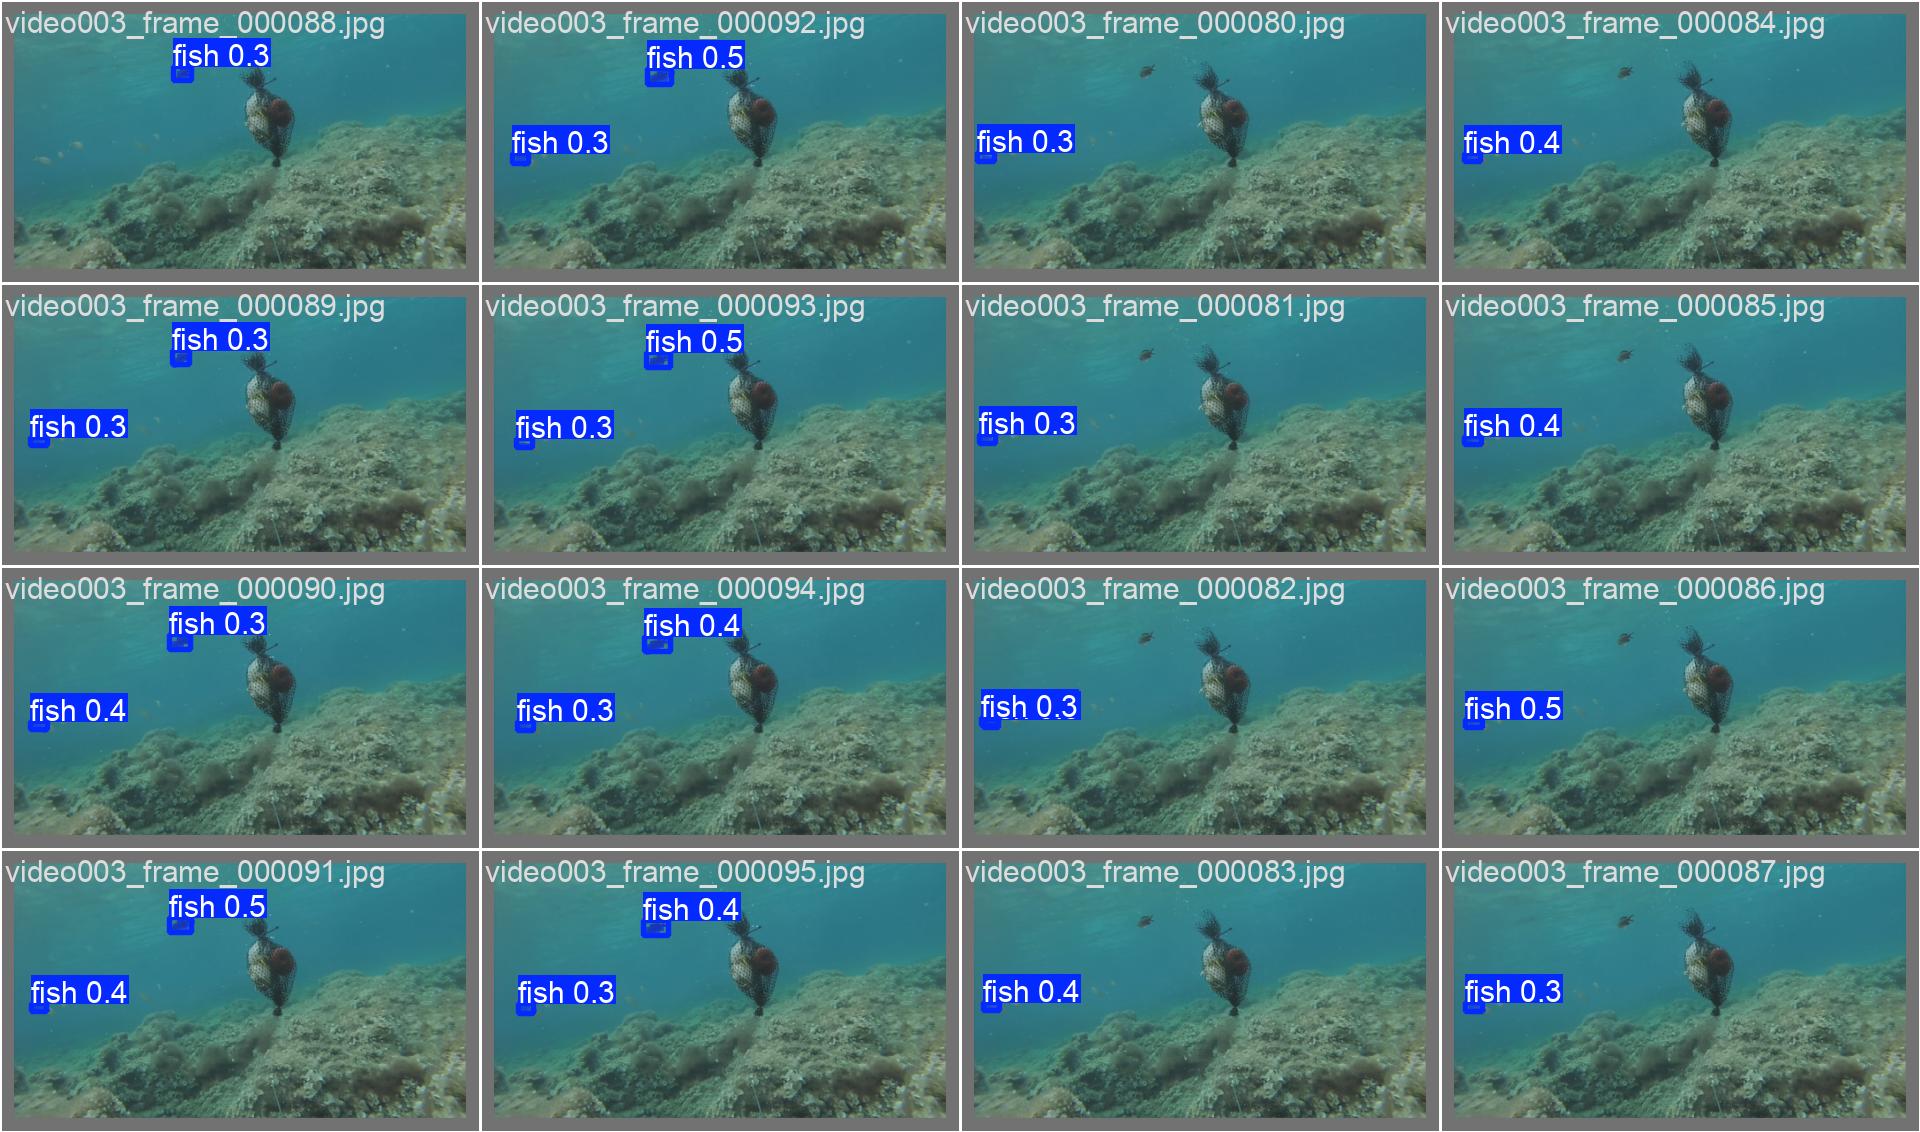 video003_frame_000088.jpg
fish 0.3
video003_frame_000092.jpg
fish 0.5
fish 0.3
video003_frame_000080.jpg
fish 0.3
video003_frame_000084.jpg
fish 0.4
video003_frame_000089.jpg
fish 0.3
fish 0.3
video003_frame_000093.jpg
fish 0.5
fish 0.3
video003_frame_000081.jpg
fish 0.3
video003_frame_000085.jpg
fish 0.4
video003_frame_000090.jpg
fish 0.3
fish 0.4
video003_frame_000094.jpg
fish 0.4
fish 0.3
video003_frame_000082.jpg
fish 0.3
video003_frame_000086.jpg
fish 0.5
video003_frame_000091.jpg
fish 0.5
fish 0.4
video003_frame_000095.jpg
fish 0.4
fish 0.3
video003_frame_000083.jpg
fish 0.4
video003_frame_000087.jpg
fish 0.3